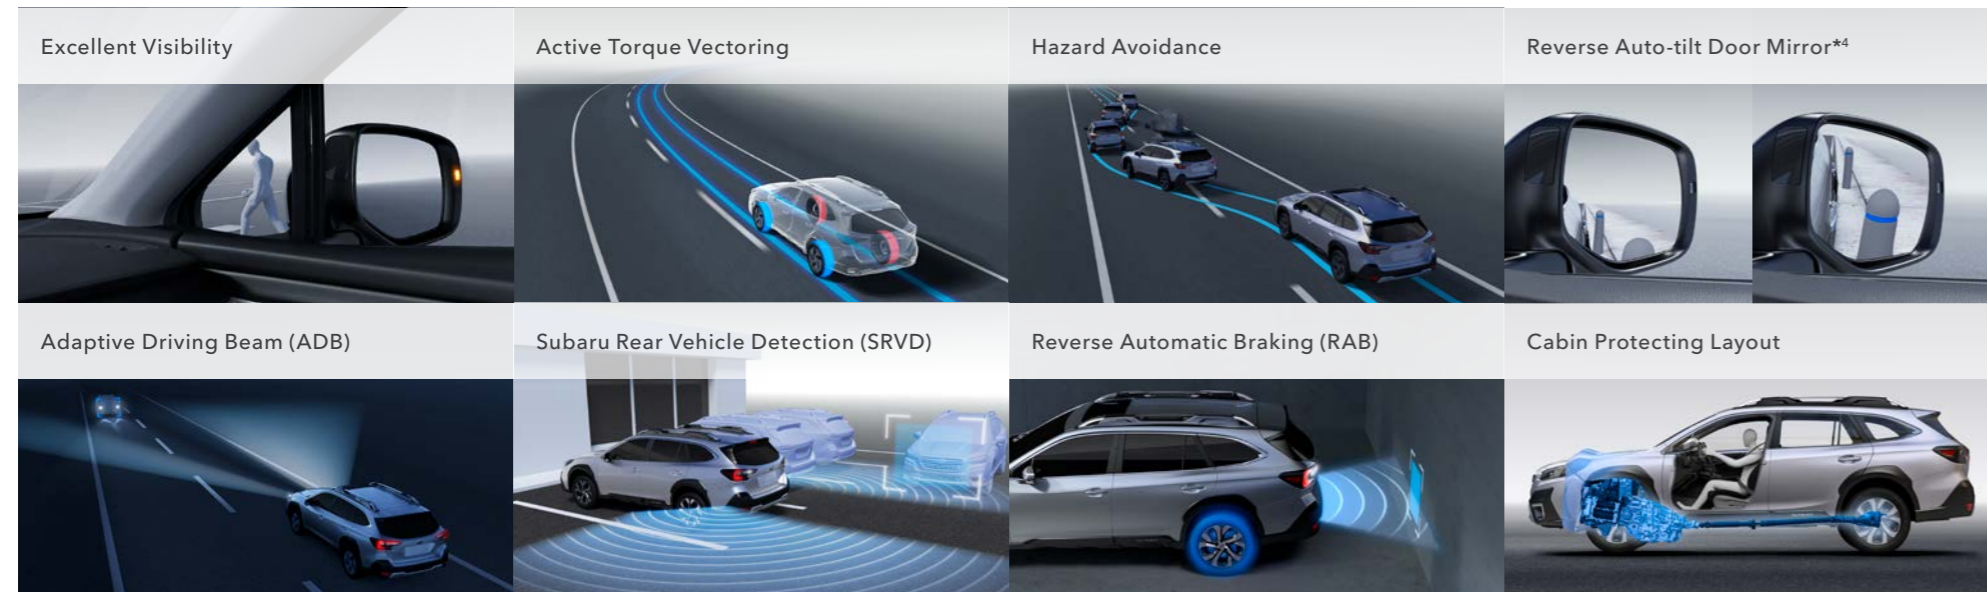 Excellent Visibility
Active Torque Vectoring
Hazard Avoidance
Reverse Auto-tilt Door Mirror*4
Adaptive Driving Beam (ADB)
Subaru Rear Vehicle Detection (SRVD)
Reverse Automatic Braking (RAB)
Cabin Protecting Layout